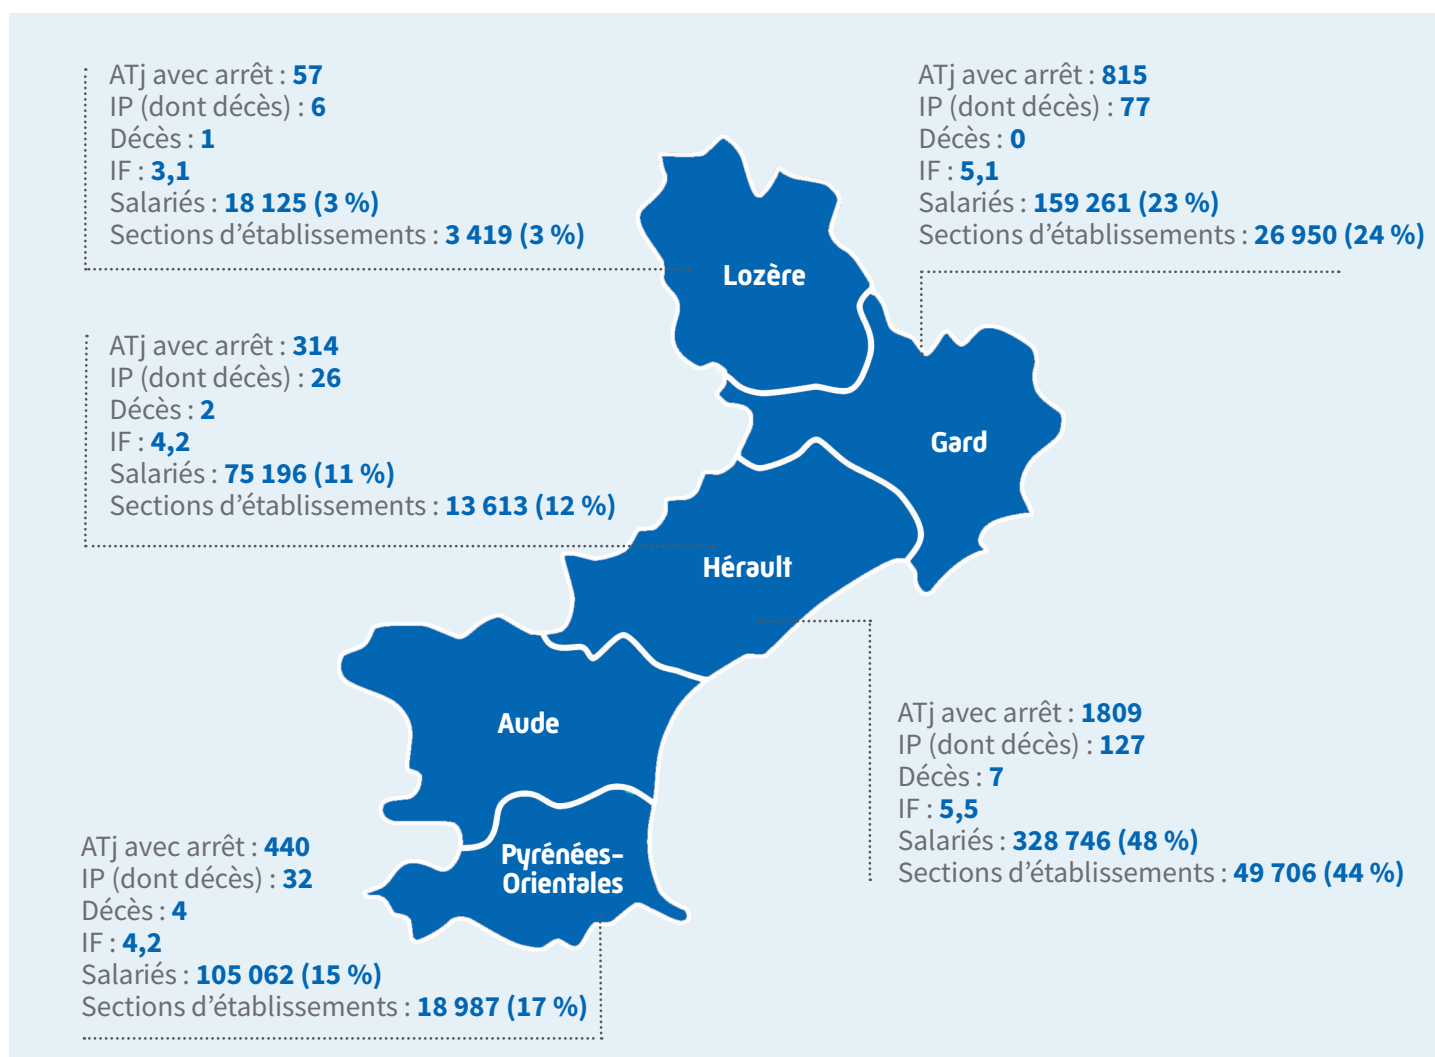 ATj avec arrêt : 57
IP (dont décès) : 6
Décès : 1
IF : 3,1
Salariés : 18 125 (3 %)
Sections d’établissements : 3 419 (3 %)
ATj avec arrêt : 815
IP (dont décès) : 77
Décès : 0
IF : 5,1
Salariés : 159 261 (23 %)
Sections d’établissements : 26 950 (24 %)
Lozère
ATj avec arrêt : 314
IP (dont décès) : 26
Décès : 2
IF : 4,2
Salariés : 75 196 (11 %)
Sections d’établissements : 13 613 (12 %)
Gard
Hérault
Aude
ATj avec arrêt : 1809
IP (dont décès) : 127
Décès : 7
IF : 5,5
Salariés : 328 746 (48 %)
Sections d’établissements : 49 706 (44 %)
Pyrénées-
Orientales
ATj avec arrêt : 440
IP (dont décès) : 32
Décès : 4
IF : 4,2
Salariés : 105 062 (15 %)
Sections d’établissements : 18 987 (17 %)